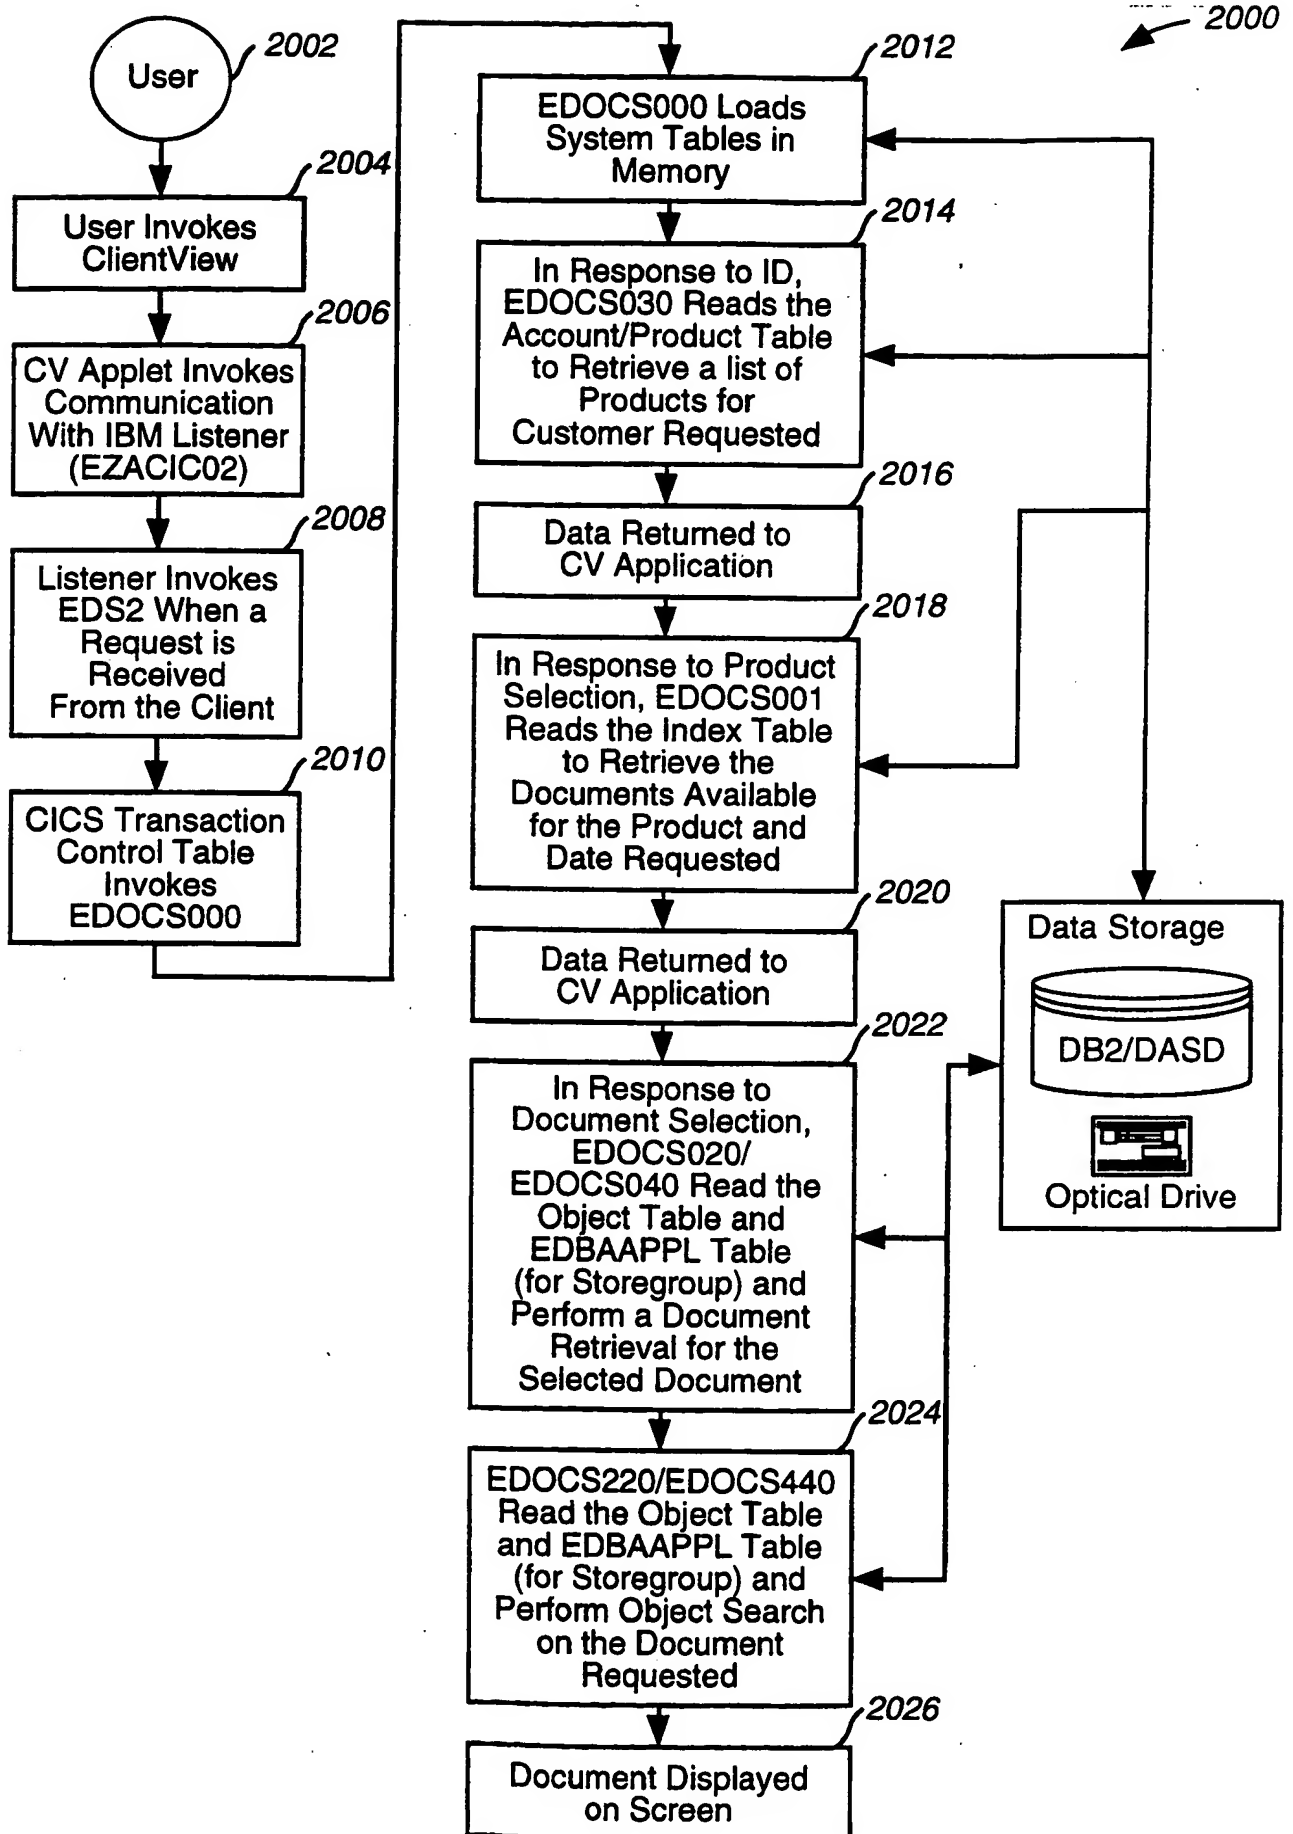 2000
2002
User
2004
User Invokes
ClientView
2006
CV Applet Invokes
Communication
With IBM Listener
(EZACIC02)
2008
Listener Invokes
EDS2 When a
Request is
Received
From the Client
2010
CICS Transaction
Control Table
Invokes
EDOCS000
2012
EDOCS000 Loads
System Tables in
Memory
2014
In Response to ID,
EDOCS030 Reads the
Account/Product Table
to Retrieve a list of
Products for
Customer Requested
2016
Data Returned to
CV Application
2018
In Response to Product
Selection, EDOCS001
Reads the Index Table
to Retrieve the
Documents Available
for the Product and
Date Requested
2020
Data Returned to
CV Application
2022
In Response to
Document Selection,
EDOCS020/
EDOCS040 Read the
Object Table and
EDBAAPPL Table
(for Storegroup) and
Perform a Document
Retrieval for the
Selected Document
2024
EDOCS220/EDOCS440
Read the Object Table
and EDBAAPPL Table
(for Storegroup) and
Perform Object Search
on the Document
Requested
2026
Document Displayed
on Screen
Data Storage
DB2/DASD
Optical Drive